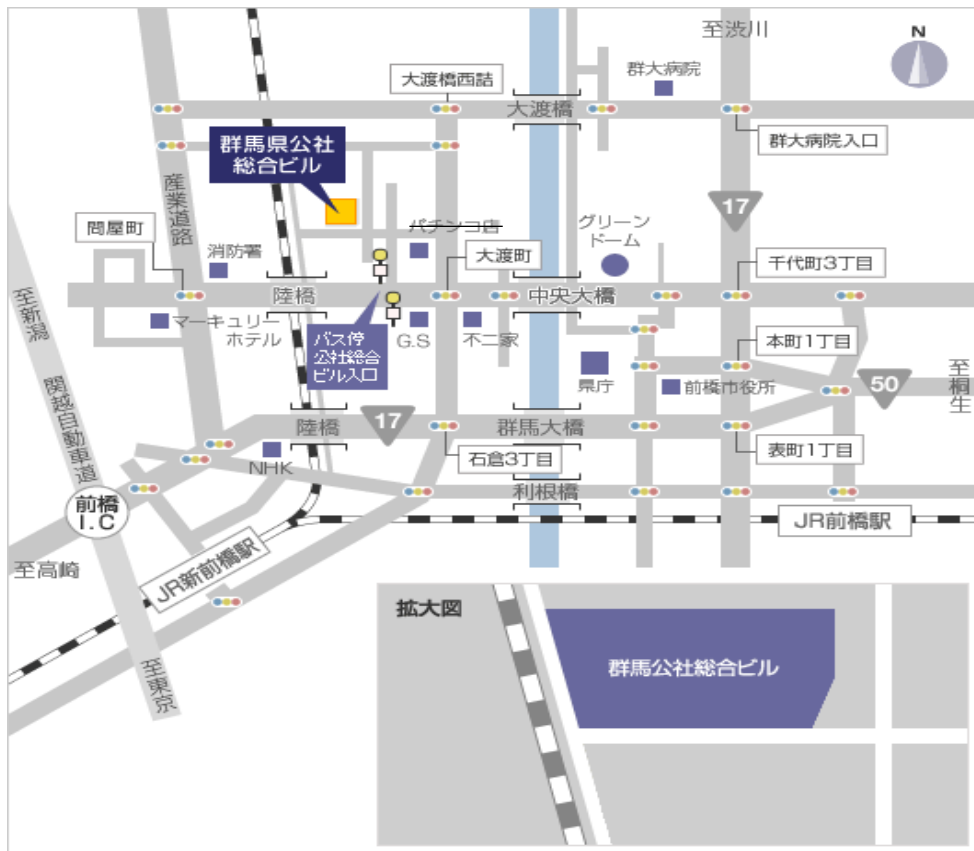 至渋川
N
群大病院
大渡橋西詰
大渡橋
群馬県公社
総合ビル
群大病院入口
産業道路
17
パチンコ店
グリーン
ドーム
問屋町
消防署
大渡町
千代町3丁目
陸橋
中央大橋
至新潟
マーキュリー
ホテル
バス停
公社総合
ビル入口
G.S
不二家
本町1丁目
県庁
前橋市役所
至桐生
50
関越自動車道
陸橋
17
群馬大橋
NHK
石倉3丁目
表町1丁目
利根橋
前橋
I.C
JR前橋駅
JR新前橋駅
至高崎
至東京
拡大図
群馬公社総合ビル